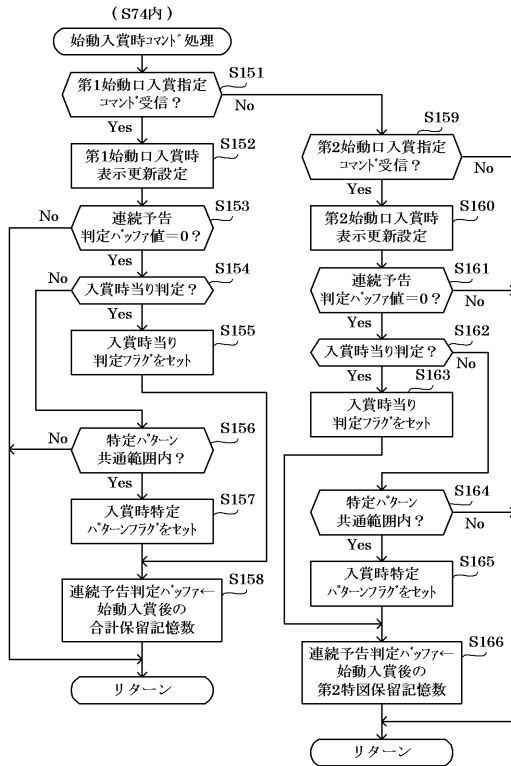 (S74内)
始動入賞時コマンド処理
S151
第1始動口入賞指定
コマンド受信?
No
Yes
S152
第1始動口入賞時
表示更新設定
No
S153
連続予告
判定バッファ値=0?
Yes
No
S154
入賞時当り判定?
Yes
S155
入賞時当り
判定フラグをセット
No
S156
特定パターン
共通範囲内?
Yes
S157
入賞時特定
パターンフラグをセット
S158
連続予告判定バッファ←
始動入賞後の
合計保留記憶数
リターン
S159
第2始動口入賞指定
コマンド受信?
No
Yes
S160
第2始動口入賞時
表示更新設定
S161
連続予告
判定バッファ値=0?
No
Yes
S162
入賞時当り判定?
No
Yes
S163
入賞時当り
判定フラグをセット
S164
特定パターン
共通範囲内?
No
Yes
S165
入賞時特定
パターンフラグをセット
S166
連続予告判定バッファ←
始動入賞後の
第2特図保留記憶数
リターン